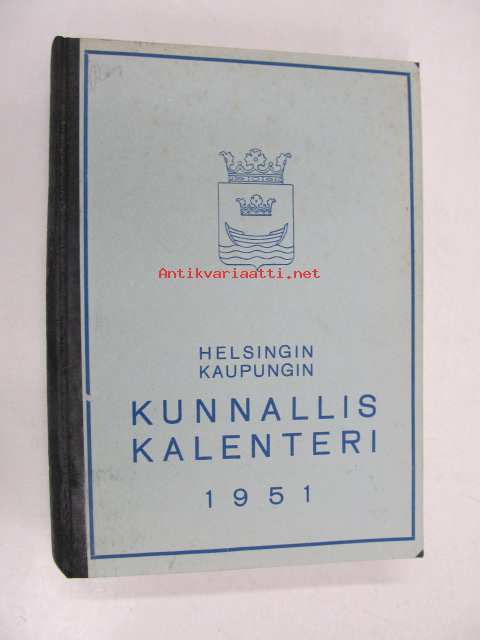 Antikvariaatti.net
HELSINGIN
KAUPUNGIN
KUNNALLIS
KALENTERI
1951